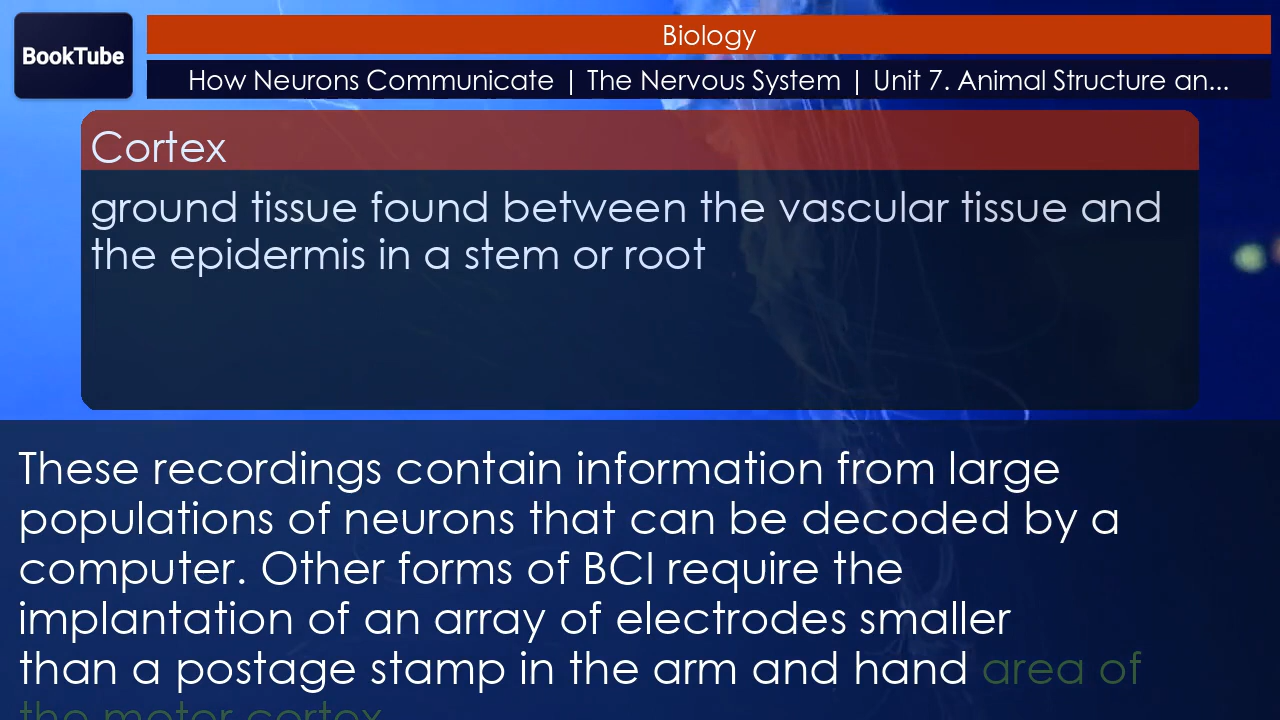 BookTube
Biology
How Neurons Communicate | The Nervous System | Unit 7. Animal Structure an...
Cortex
ground tissue found between the vascular tissue and
the epidermis in a stem or root
These recordings contain information from large
populations of neurons that can be decoded by a
computer. Other forms of BCI require the
implantation of an array of electrodes smaller
than a postage stamp in the arm and hand area of
the motor cortex